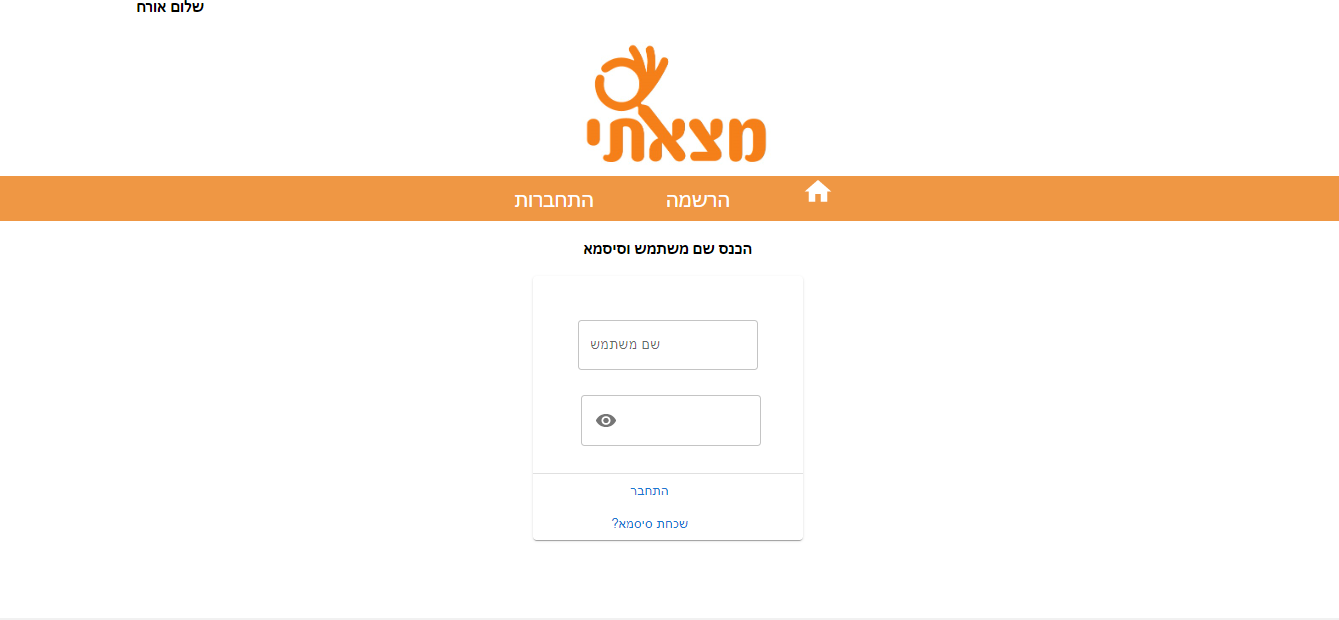 שלום אורח
מצאתי
הרשמה התחברות
הכנס שם משתמש וסיסמא
שם משתמש
התחבר
שכחת סיסמא?